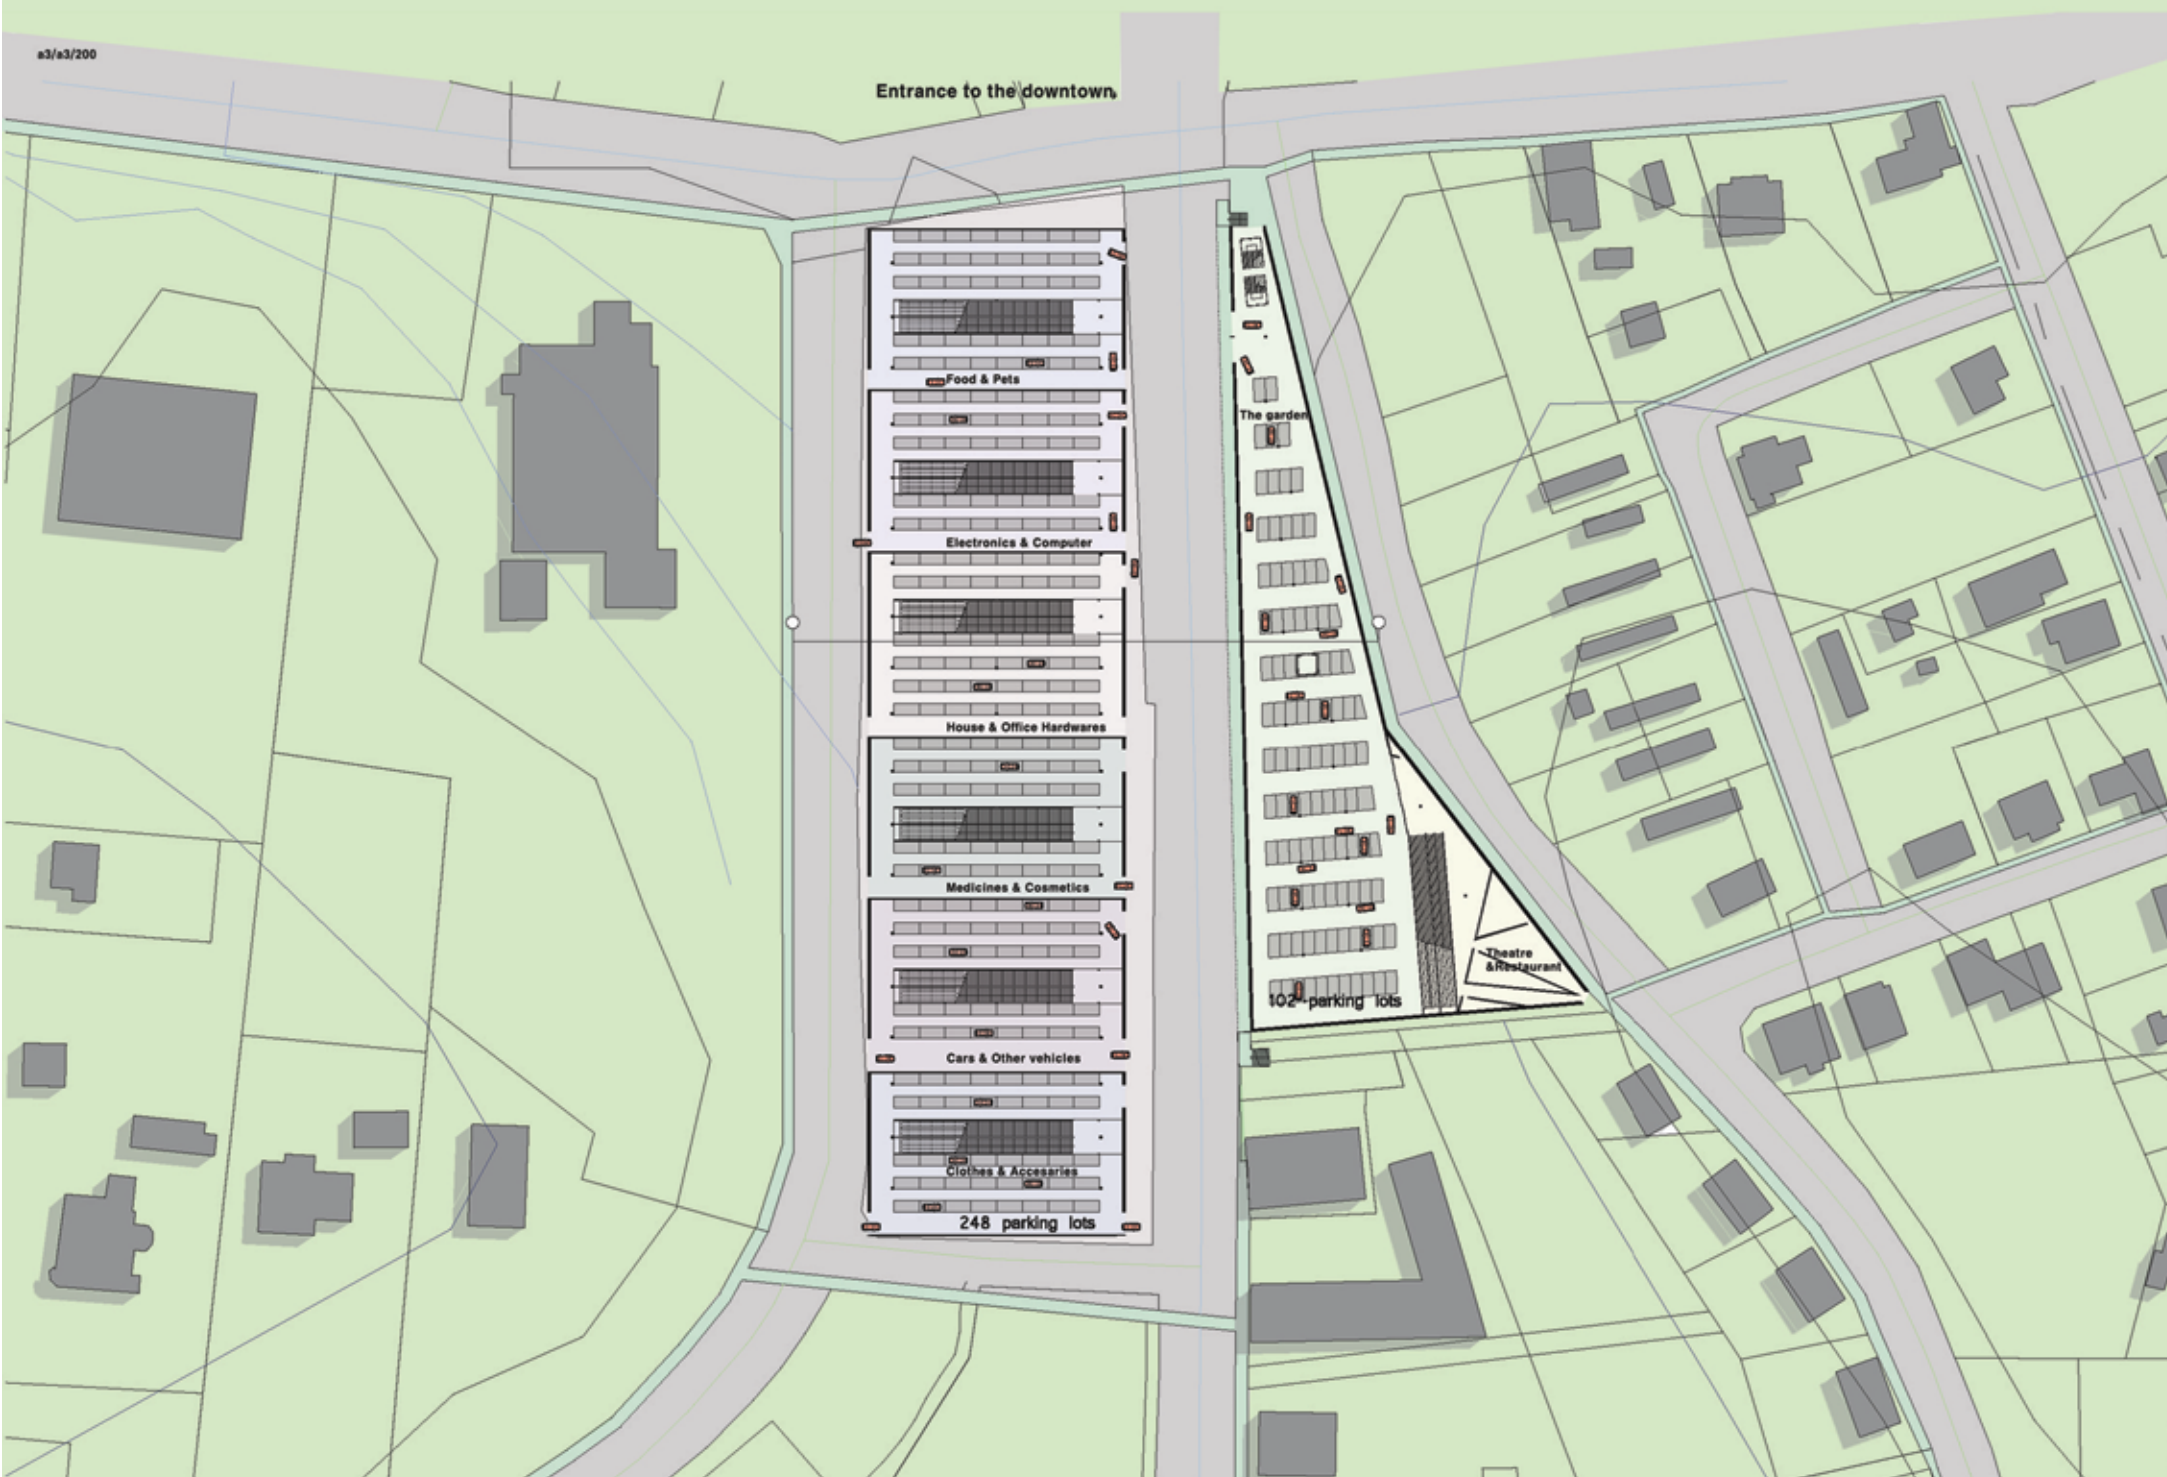 a3/a3/200
Entrance to the downtown
Food & Pets
The garden
Electronics & Computer
House & Office Hardwares
Medicines & Cosmetics
Theatre
&Restaurant
102 parking lots
Cars & Other vehicles
Clothes & Accesaries
248 parking lots